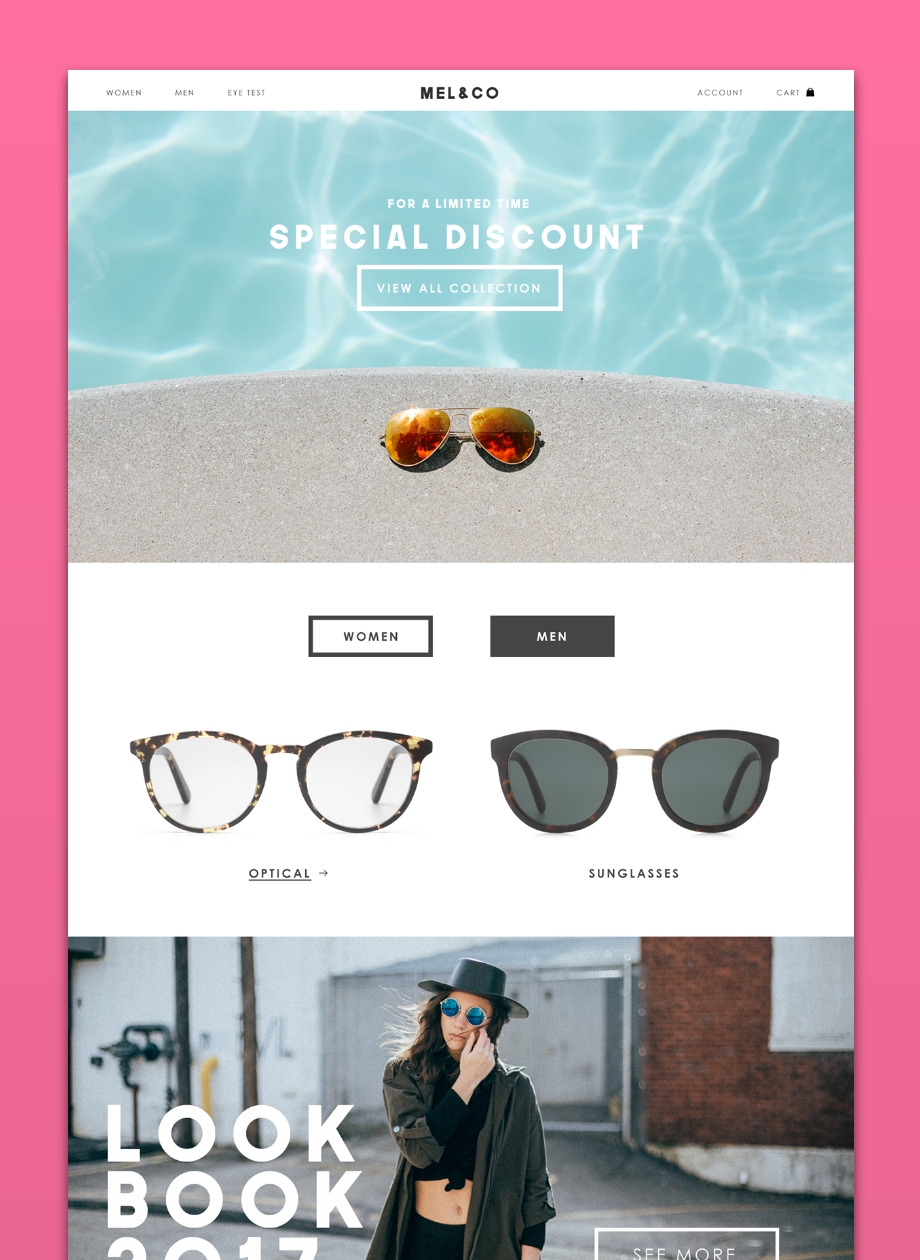 WOMEN MEN EYE TEST MEL&CO ACCOUNT CART
FOR A LIMITED TIME
SPECIAL DISCOUNT
VIEW ALL COLLECTION
WOMEN MEN
OPTICAL → SUNGLASSES
LOOK
BOOK
2017
SEE MORE